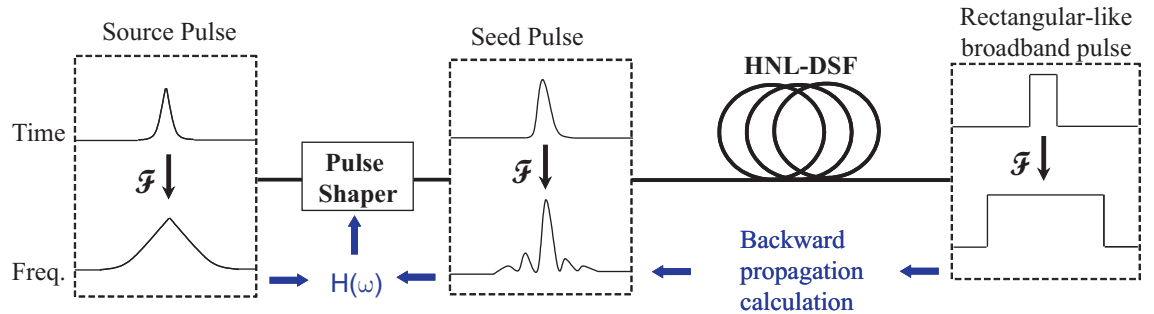 Source Pulse
Seed Pulse
Rectangular-like
broadband pulse
HNL-DSF
Time
ℱ
ℱ
ℱ
Pulse
Shaper
Freq.
H(ω)
Backward
propagation
calculation